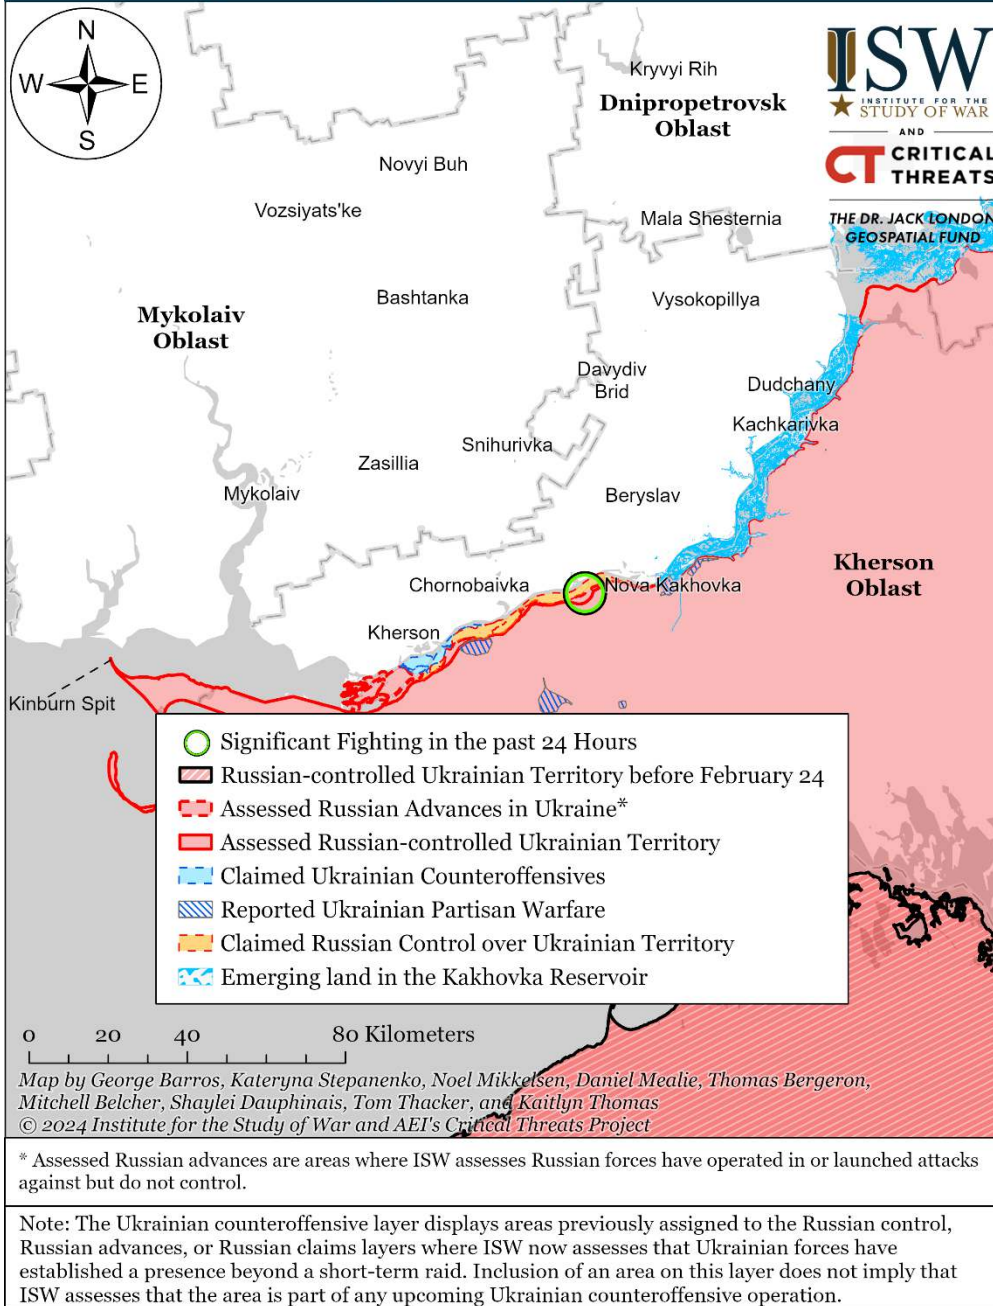 N
W E
S
ISW
INSTITUTE FOR THE
STUDY OF WAR
AND
CT CRITICAL
THREATS
THE DR. JACK LONDON
GEOSPATIAL FUND
Kryvyi Rih
Dnipropetrovsk
Oblast
Novyi Buh
Vozsiyats'ke
Mala Shesternia
Bashtanka
Vysokopillya
Mykolaiv
Oblast
Davydiv
Brid
Dudchany
Kachkarivka
Snihurivka
Zasillia
Mykolaiv
Beryslav
Kherson
Oblast
Chornobaivka
Nova Kakhovka
Kherson
Kinburn Spit
Significant Fighting in the past 24 Hours
Russian-controlled Ukrainian Territory before February 24
Assessed Russian Advances in Ukraine*
Assessed Russian-controlled Ukrainian Territory
Claimed Ukrainian Counteroffensives
Reported Ukrainian Partisan Warfare
Claimed Russian Control over Ukrainian Territory
Emerging land in the Kakhovka Reservoir
0 20 40 80 Kilometers
Map by George Barros, Kateryna Stepanenko, Noel Mikkelsen, Daniel Mealie, Thomas Bergeron,
Mitchell Belcher, Shaylei Dauphinais, Tom Thacker, and Kaitlyn Thomas
© 2024 Institute for the Study of War and AEI's Critical Threats Project
* Assessed Russian advances are areas where ISW assesses Russian forces have operated in or launched attacks
against but do not control.
Note: The Ukrainian counteroffensive layer displays areas previously assigned to the Russian control,
Russian advances, or Russian claims layers where ISW now assesses that Ukrainian forces have
established a presence beyond a short-term raid. Inclusion of an area on this layer does not imply that
ISW assesses that the area is part of any upcoming Ukrainian counteroffensive operation.